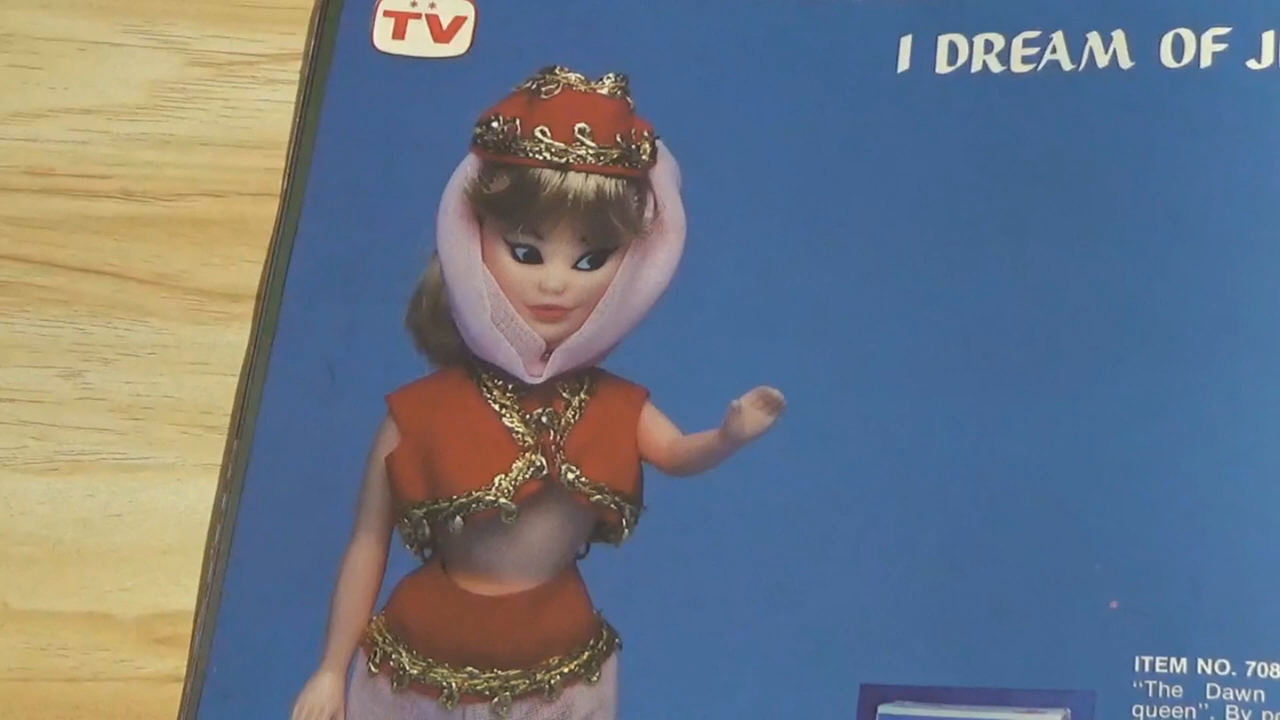 TV
I DREAM OF J
ITEM NO. 708
"The Dawn
queen". By